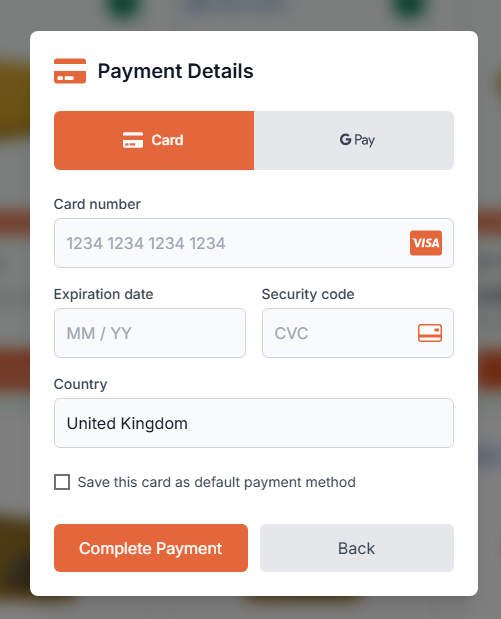 Payment Details
Card
G Pay
Card number
1234 1234 1234 1234
VISA
Expiration date
Security code
MM / YY
CVC
Country
United Kingdom
Save this card as default payment method
Complete Payment
Back